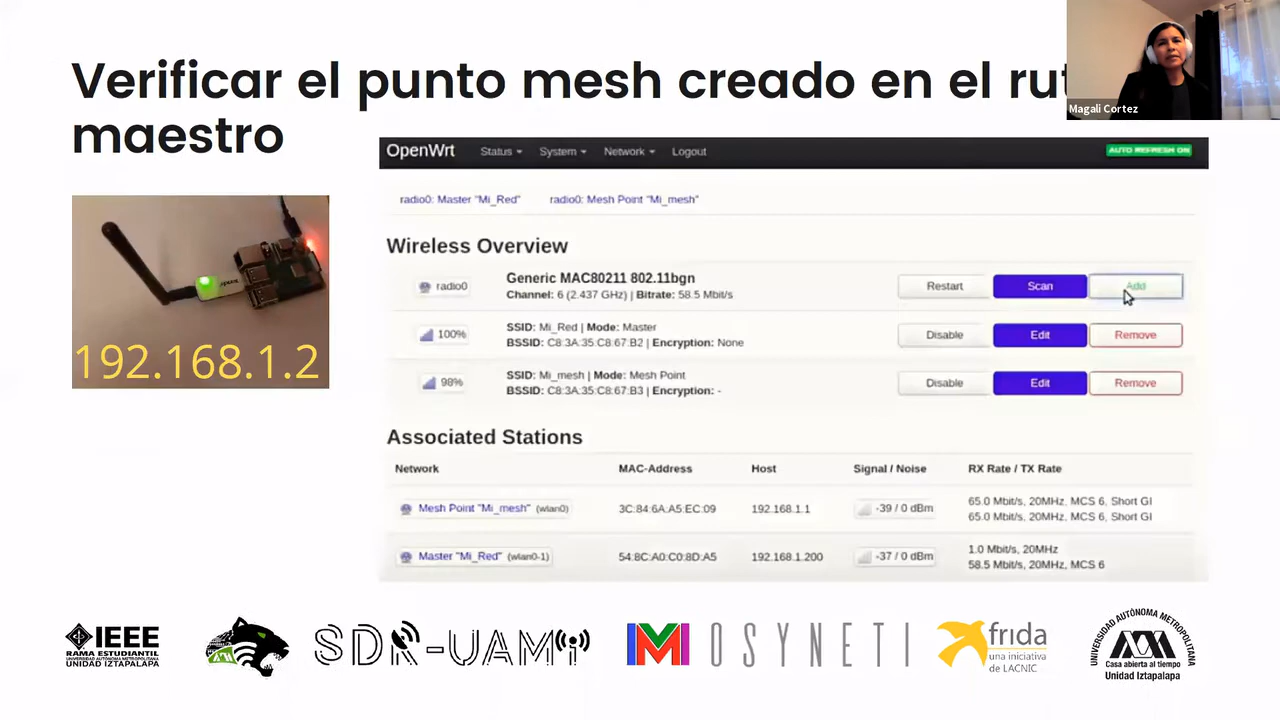 Verificar el punto mesh creado en el rut
maestro
Magali Cortez
192.168.1.2
OpenWrt Status System Network Logout AUTO REFRESH ON
radio0: Master "Mi_Red" radio0: Mesh Point "Mi_mesh"
Wireless Overview
radio0 Generic MAC80211 802.11bgn Restart Scan Add
Channel: 6 (2.437 GHz) | Bitrate: 58.5 Mbit/s
100% SSID: Mi_Red | Mode: Master Disable Edit Remove
BSSID: C8:3A:35:C8:67:B2 | Encryption: None
98% SSID: Mi_mesh | Mode: Mesh Point Disable Edit Remove
BSSID: C8:3A:35:C8:67:B3 | Encryption: -
Associated Stations
Network MAC-Address Host Signal / Noise RX Rate / TX Rate
Mesh Point "Mi_mesh" (wlan0) 3C:84:6A:A5:EC:09 192.168.1.1 -39 / 0 dBm 65.0 Mbit/s, 20MHz, MCS 6, Short GI
65.0 Mbit/s, 20MHz, MCS 6, Short GI
Master "Mi_Red" (wlan0-1) 54:8C:A0:C0:8D:A5 192.168.1.200 -37 / 0 dBm 1.0 Mbit/s, 20MHz
58.5 Mbit/s, 20MHz, MCS 6
IEEE
RAMA ESTUDIANTIL
UNIVERSIDAD AUTÓNOMA METROPOLITANA
UNIDAD IZTAPALAPA
SDR-UAMI
OSYNETI
frida
una iniciativa
de LACNIC
UNIVERSIDAD AUTÓNOMA METROPOLITANA
Casa abierta al tiempo
Unidad Iztapalapa